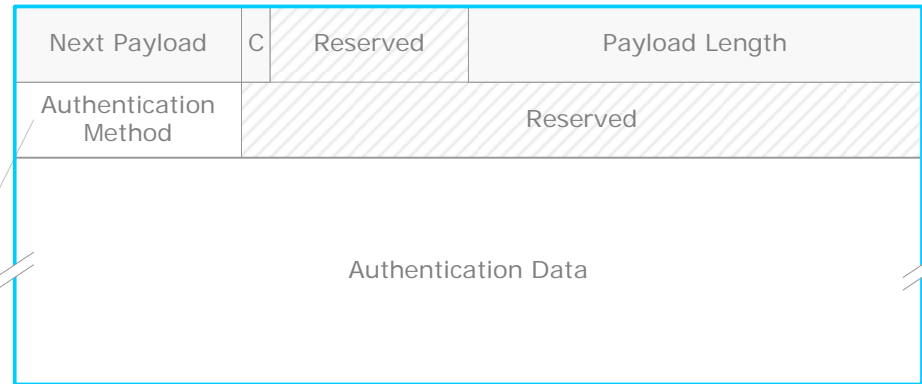 Next Payload C Reserved Payload Length
Authentication
Method
Reserved
Authentication Data